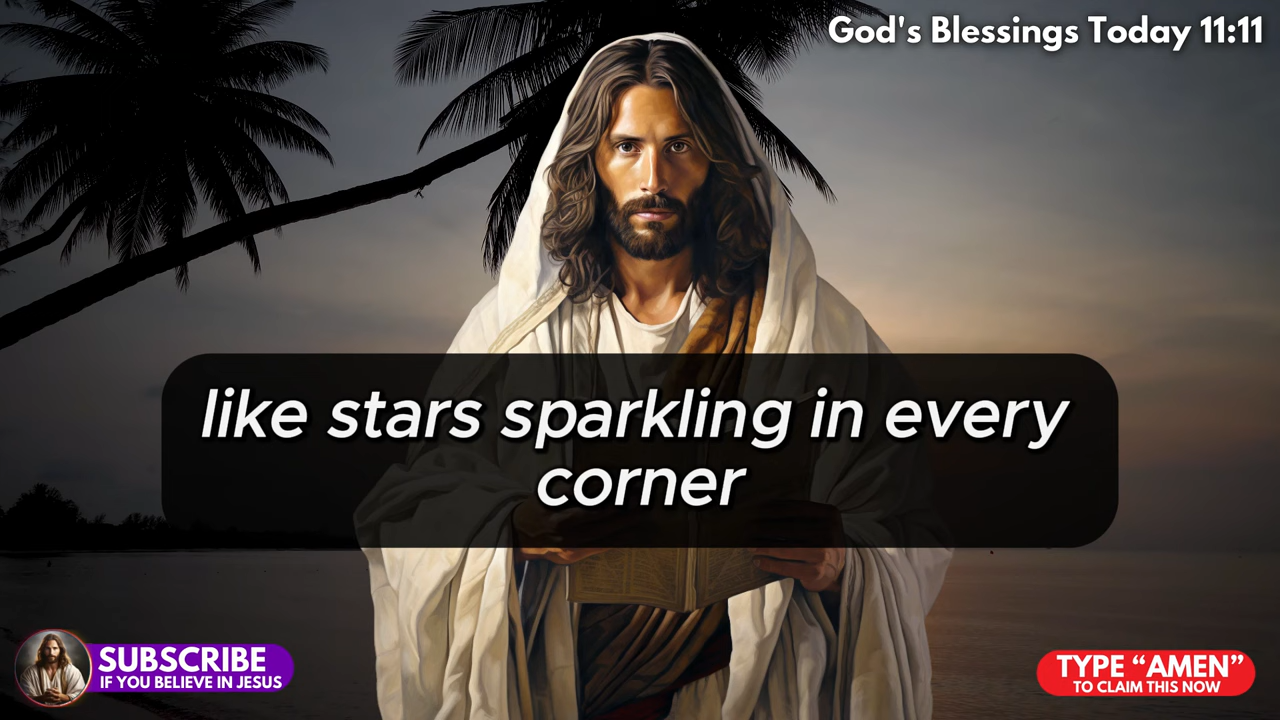 God's Blessings Today 11:11
like stars sparkling in every
corner
SUBSCRIBE
IF YOU BELIEVE IN JESUS
TYPE “AMEN”
TO CLAIM THIS NOW